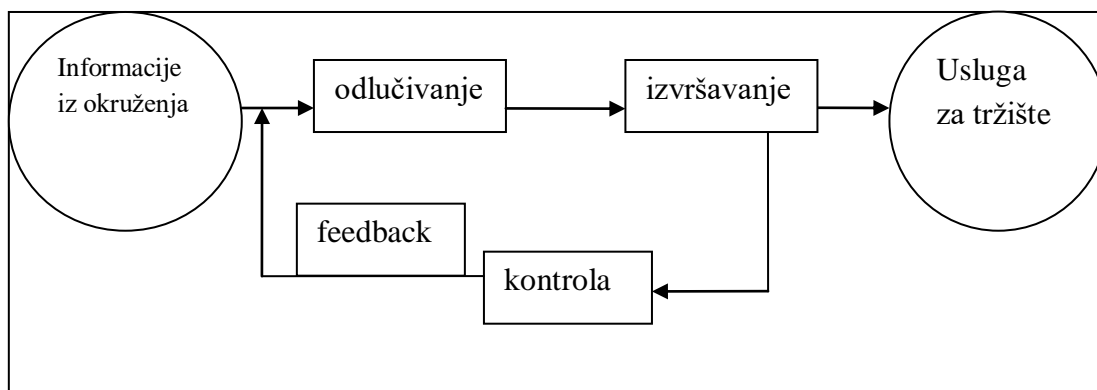 Informacije
iz okruženja
odlučivanje
izvršavanje
Usluga
za tržište
feedback
kontrola